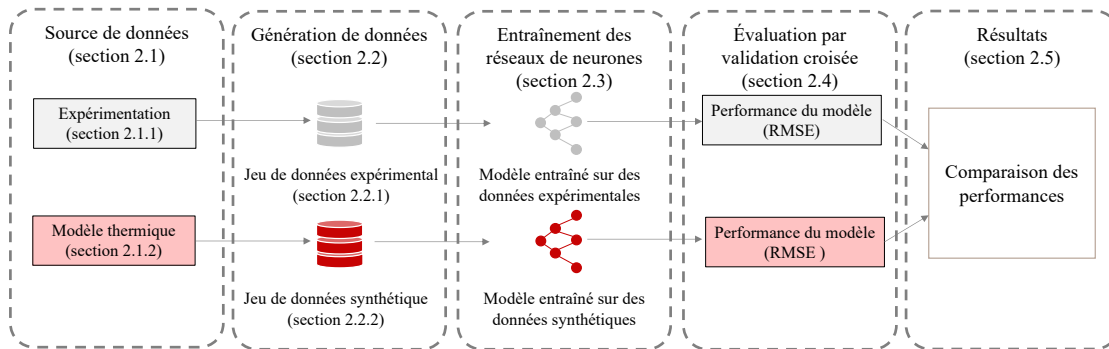 Source de données
(section 2.1)
Génération de données
(section 2.2)
Entraînement des
réseaux de neurones
(section 2.3)
Évaluation par
validation croisée
(section 2.4)
Résultats
(section 2.5)
Expérimentation
(section 2.1.1)
Jeu de données expérimental
(section 2.2.1)
Modèle entraîné sur des
données expérimentales
Performance du modèle
(RMSE)
Comparaison des
performances
Modèle thermique
(section 2.1.2)
Jeu de données synthétique
(section 2.2.2)
Modèle entraîné sur des
données synthétiques
Performance du modèle
(RMSE )